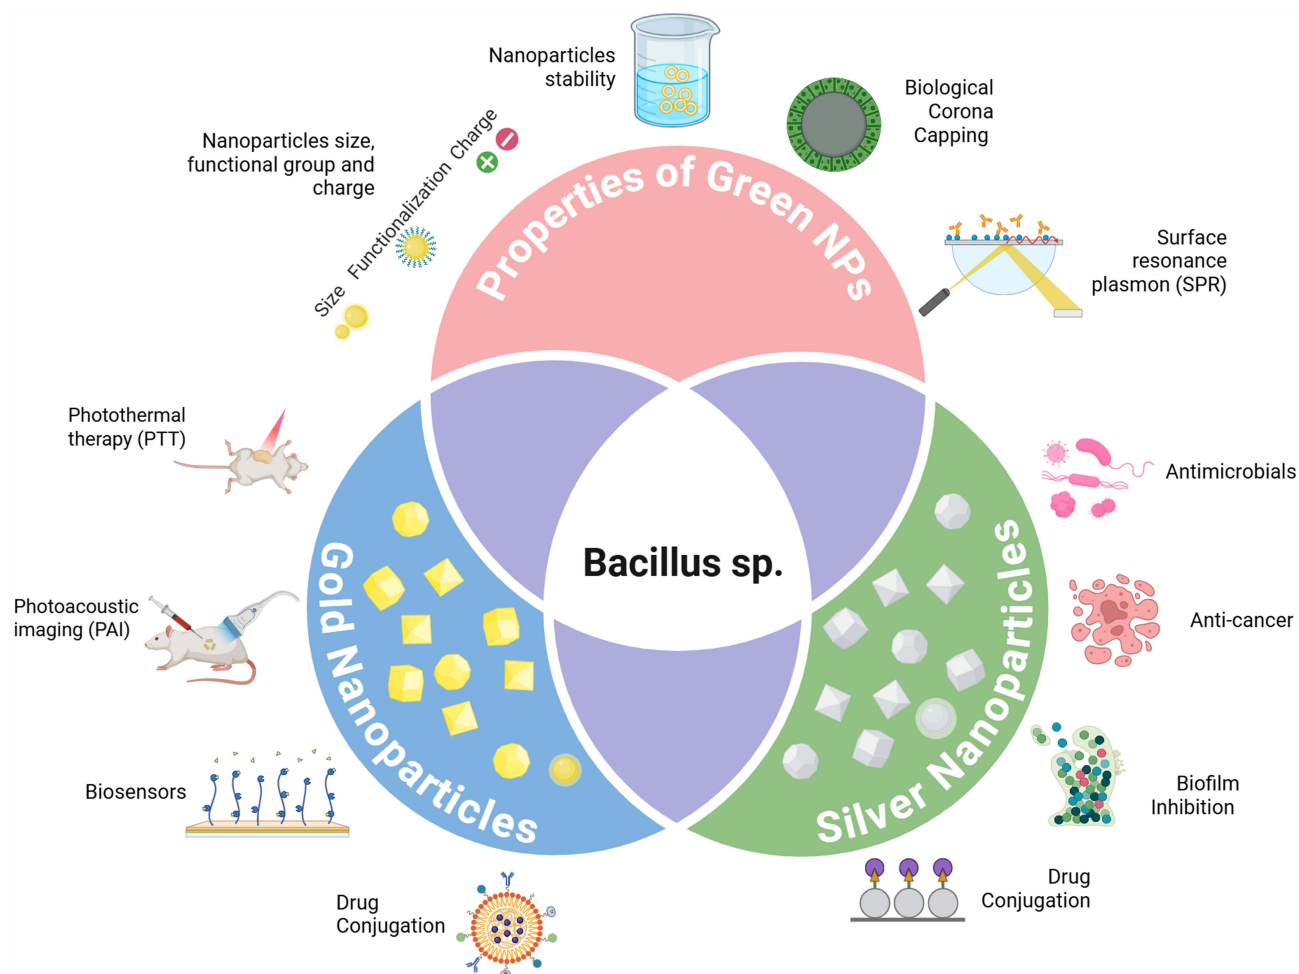 Nanoparticles
stability
Biological
Corona
Capping
Nanoparticles size,
functional group and
charge
Size Functionalization Charge
Properties of Green NPs
Surface
resonance
plasmon (SPR)
Photothermal
therapy (PTT)
Antimicrobials
Bacillus sp.
Gold Nanoparticles
Silver Nanoparticles
Photoacoustic
imaging (PAI)
Anti-cancer
Biosensors
Biofilm
Inhibition
Drug
Conjugation
Drug
Conjugation